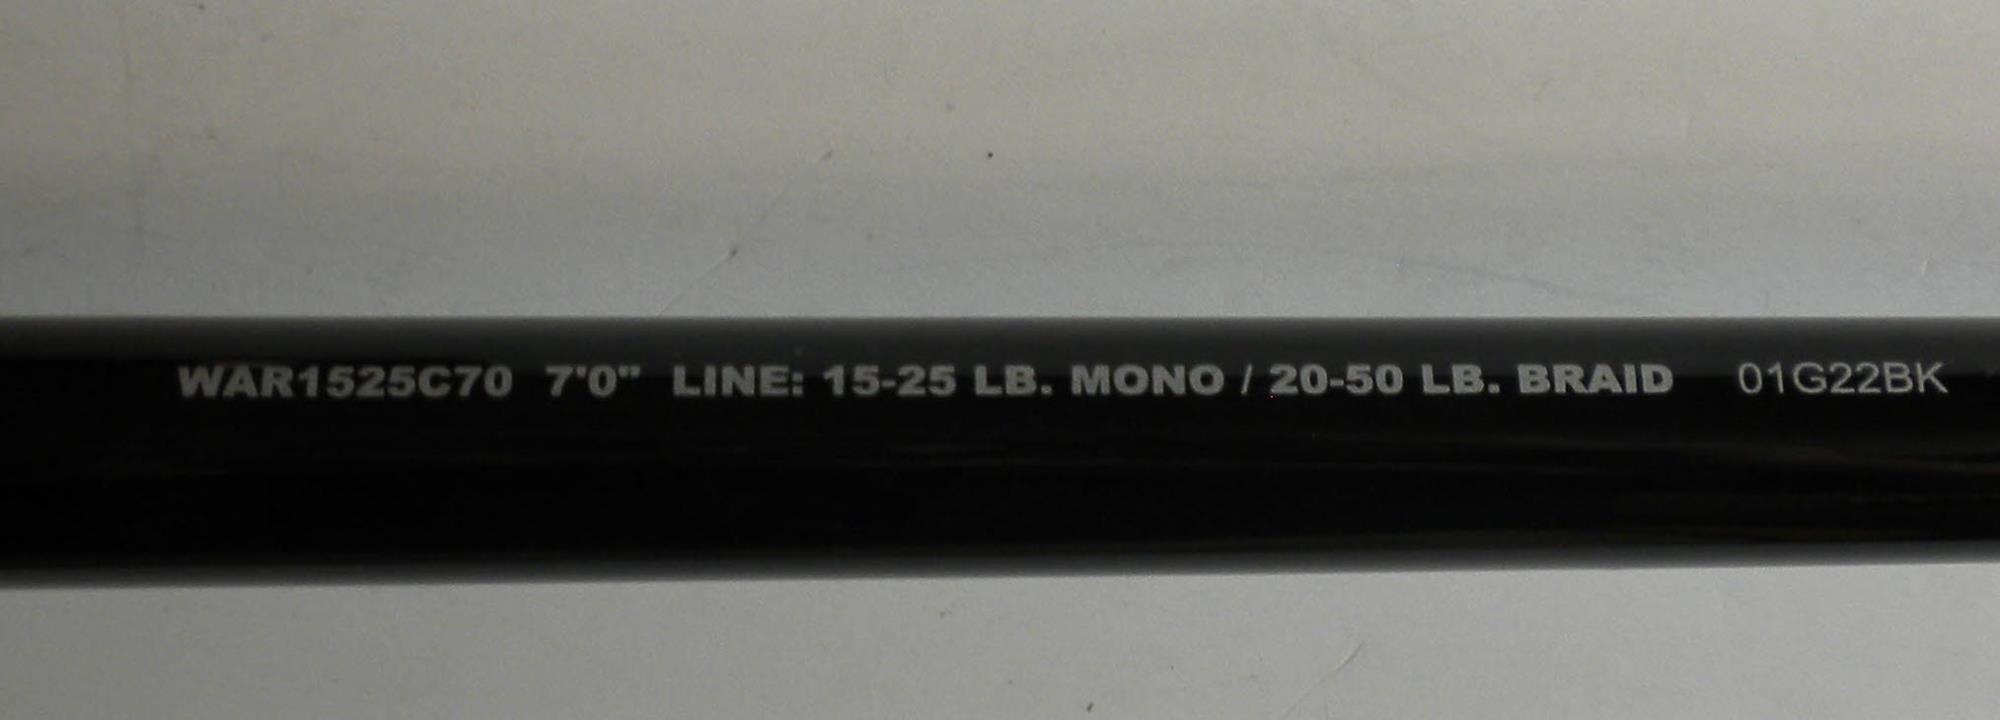 WAR1525C70 7'0" LINE: 15-25 LB. MONO / 20-50 LB. BRAID 01G22BK